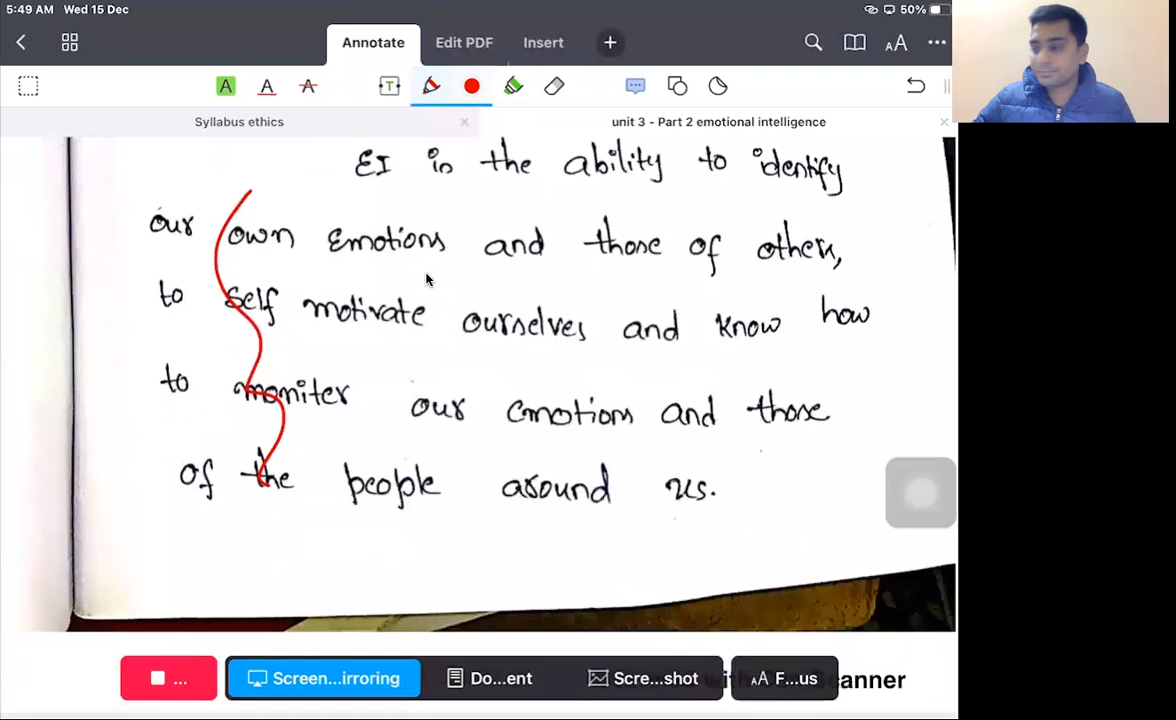 5:49 AM Wed 15 Dec
50%
Annotate
Edit PDF
Insert
AA
A
A
A
T
Syllabus ethics
unit 3 - Part 2 emotional intelligence
EI is the ability to identify
our own Emotions and those of others,
to self motivate ourselves and know how
to moniter our emotions and those
of the people around us.
...
Screen...irroring
Do...ent
Scre...shot
AA F...us
canner